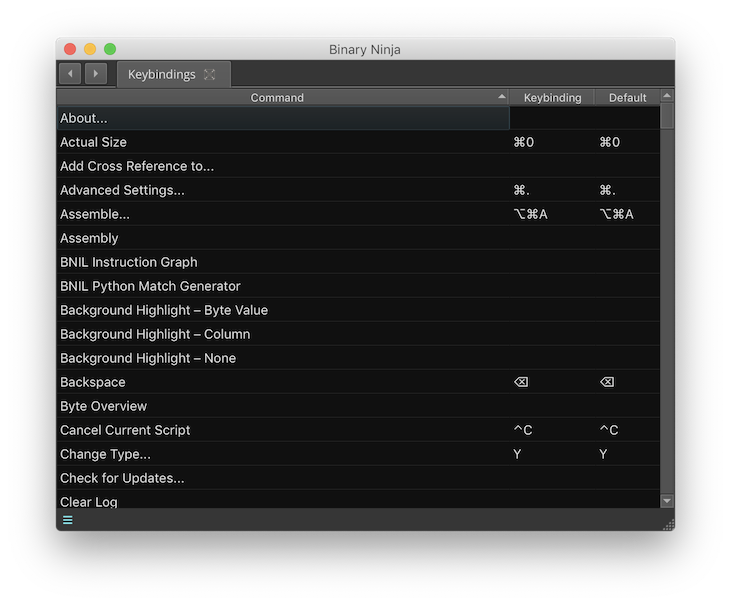 Binary Ninja
Keybindings
Command Keybinding Default
About...
Actual Size ⌘0 ⌘0
Add Cross Reference to...
Advanced Settings... ⌘. ⌘.
Assemble... ⌥⌘A ⌥⌘A
Assembly
BNIL Instruction Graph
BNIL Python Match Generator
Background Highlight – Byte Value
Background Highlight – Column
Background Highlight – None
Backspace ⌫ ⌫
Byte Overview
Cancel Current Script ^C ^C
Change Type... Y Y
Check for Updates...
Clear Log